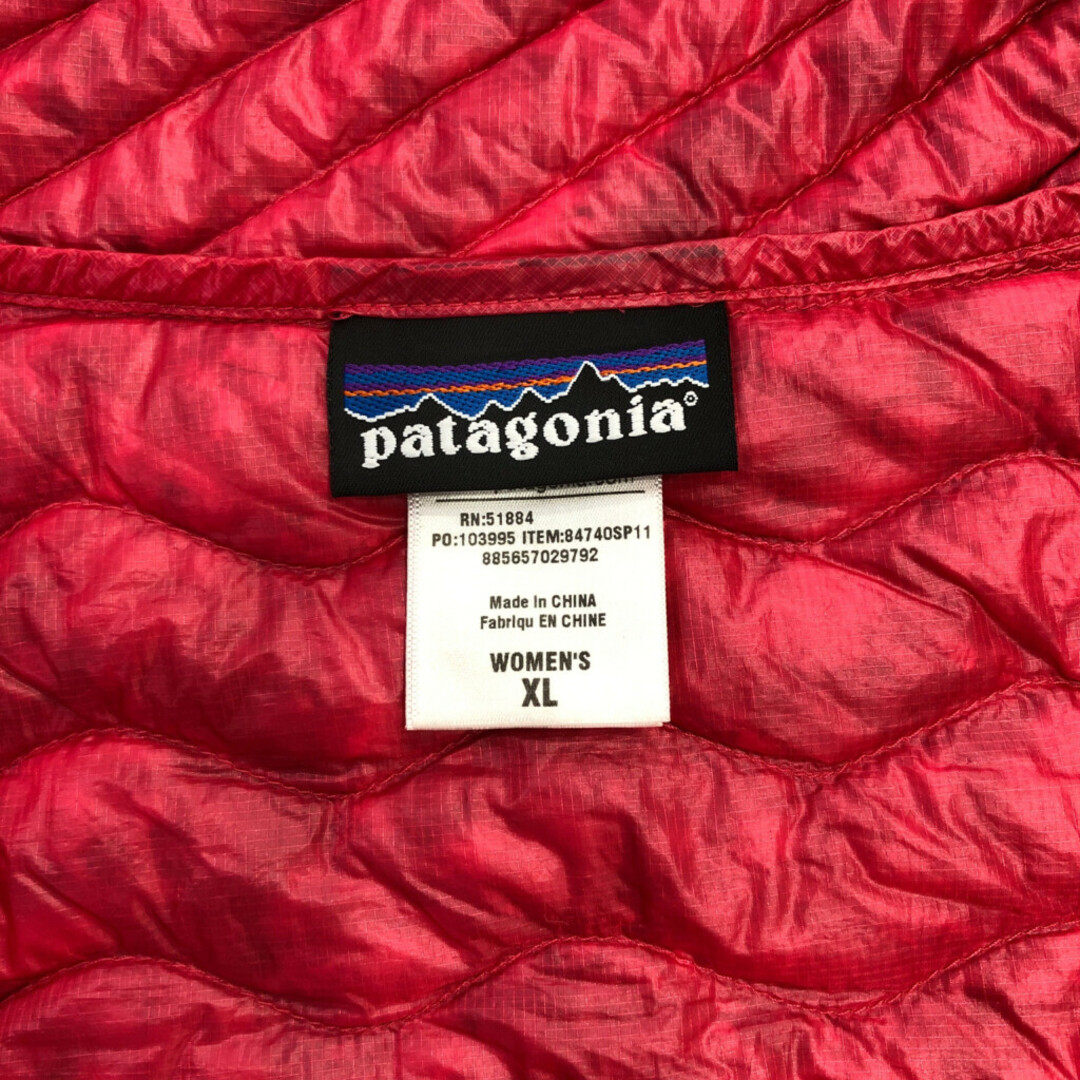 patagonia®
RN:51884
PO:103995 ITEM:84740SP11
885657029792
Made In CHINA
Fabriqu EN CHINE
WOMEN'S
XL